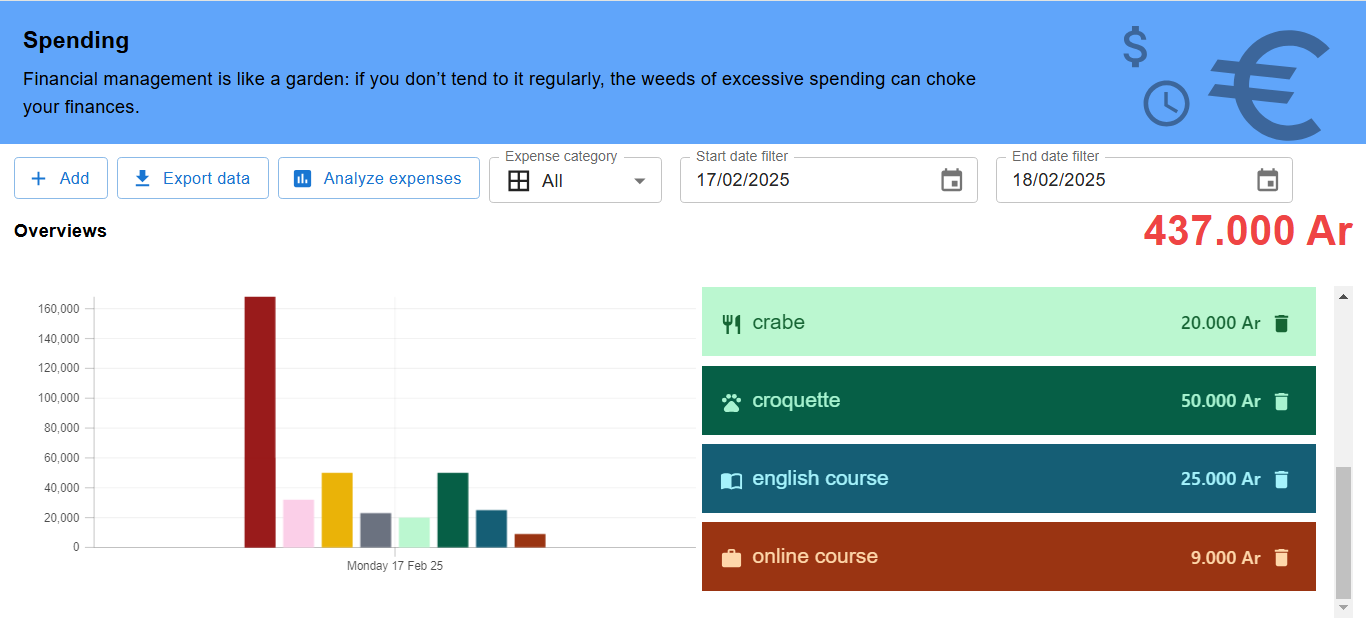 Spending
Financial management is like a garden: if you don’t tend to it regularly, the weeds of excessive spending can choke
your finances.
Add
Export data
Analyze expenses
Expense category
All
Start date filter
17/02/2025
End date filter
18/02/2025
Overviews
437.000 Ar
160,000
140,000
120,000
100,000
80,000
60,000
40,000
20,000
0
Monday 17 Feb 25
crabe 20.000 Ar
croquette 50.000 Ar
english course 25.000 Ar
online course 9.000 Ar